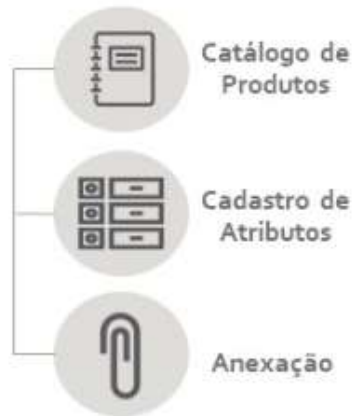 Catálogo de
Produtos
Cadastro de
Atributos
Anexação